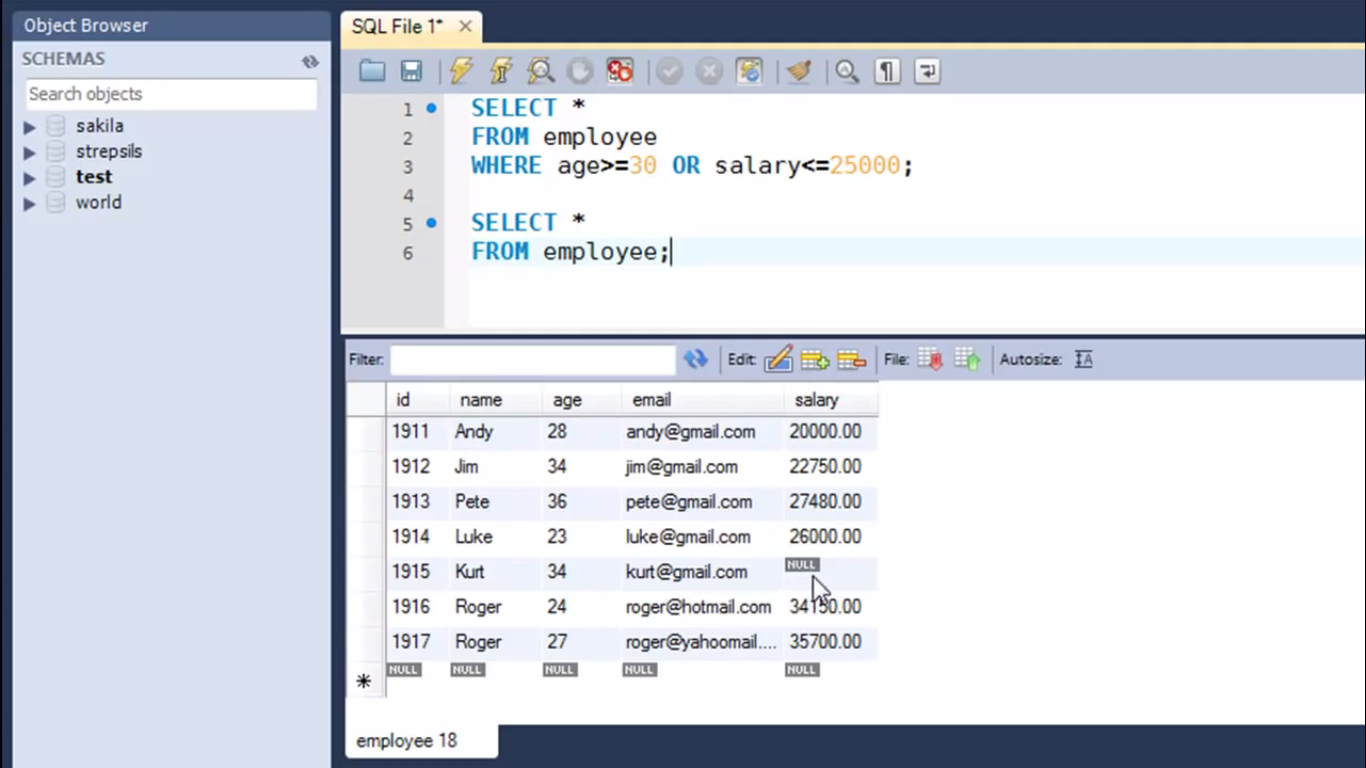 Object Browser
SCHEMAS
Search objects
sakila
strepsils
test
world
SQL File 1*
1 SELECT *
2 FROM employee
3 WHERE age>=30 OR salary<=25000;
4
5 SELECT *
6 FROM employee;
Filter: Edit: File: Autosize:
id name age email salary
1911 Andy 28 andy@gmail.com 20000.00
1912 Jim 34 jim@gmail.com 22750.00
1913 Pete 36 pete@gmail.com 27480.00
1914 Luke 23 luke@gmail.com 26000.00
1915 Kurt 34 kurt@gmail.com NULL
1916 Roger 24 roger@hotmail.com
1917 Roger 27 roger@yahoomail.... 35700.00
NULL NULL NULL NULL NULL
employee 18